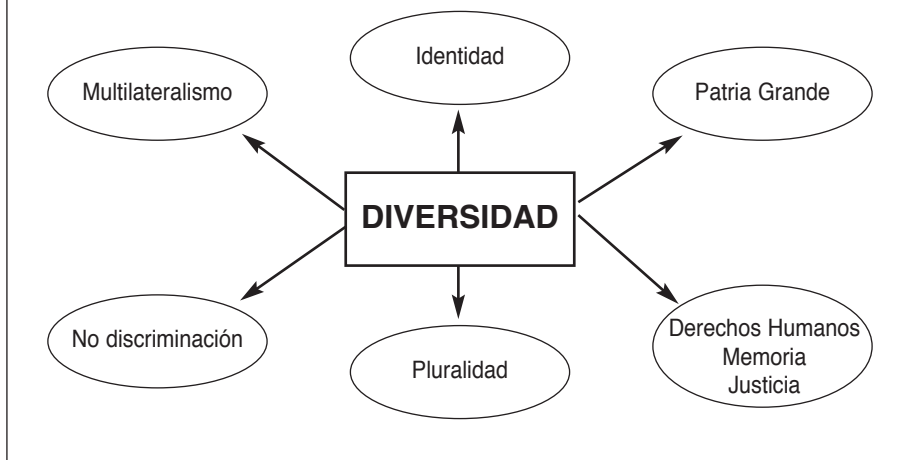 Identidad
Multilateralismo
Patria Grande
DIVERSIDAD
No discriminación
Pluralidad
Derechos Humanos
Memoria
Justicia